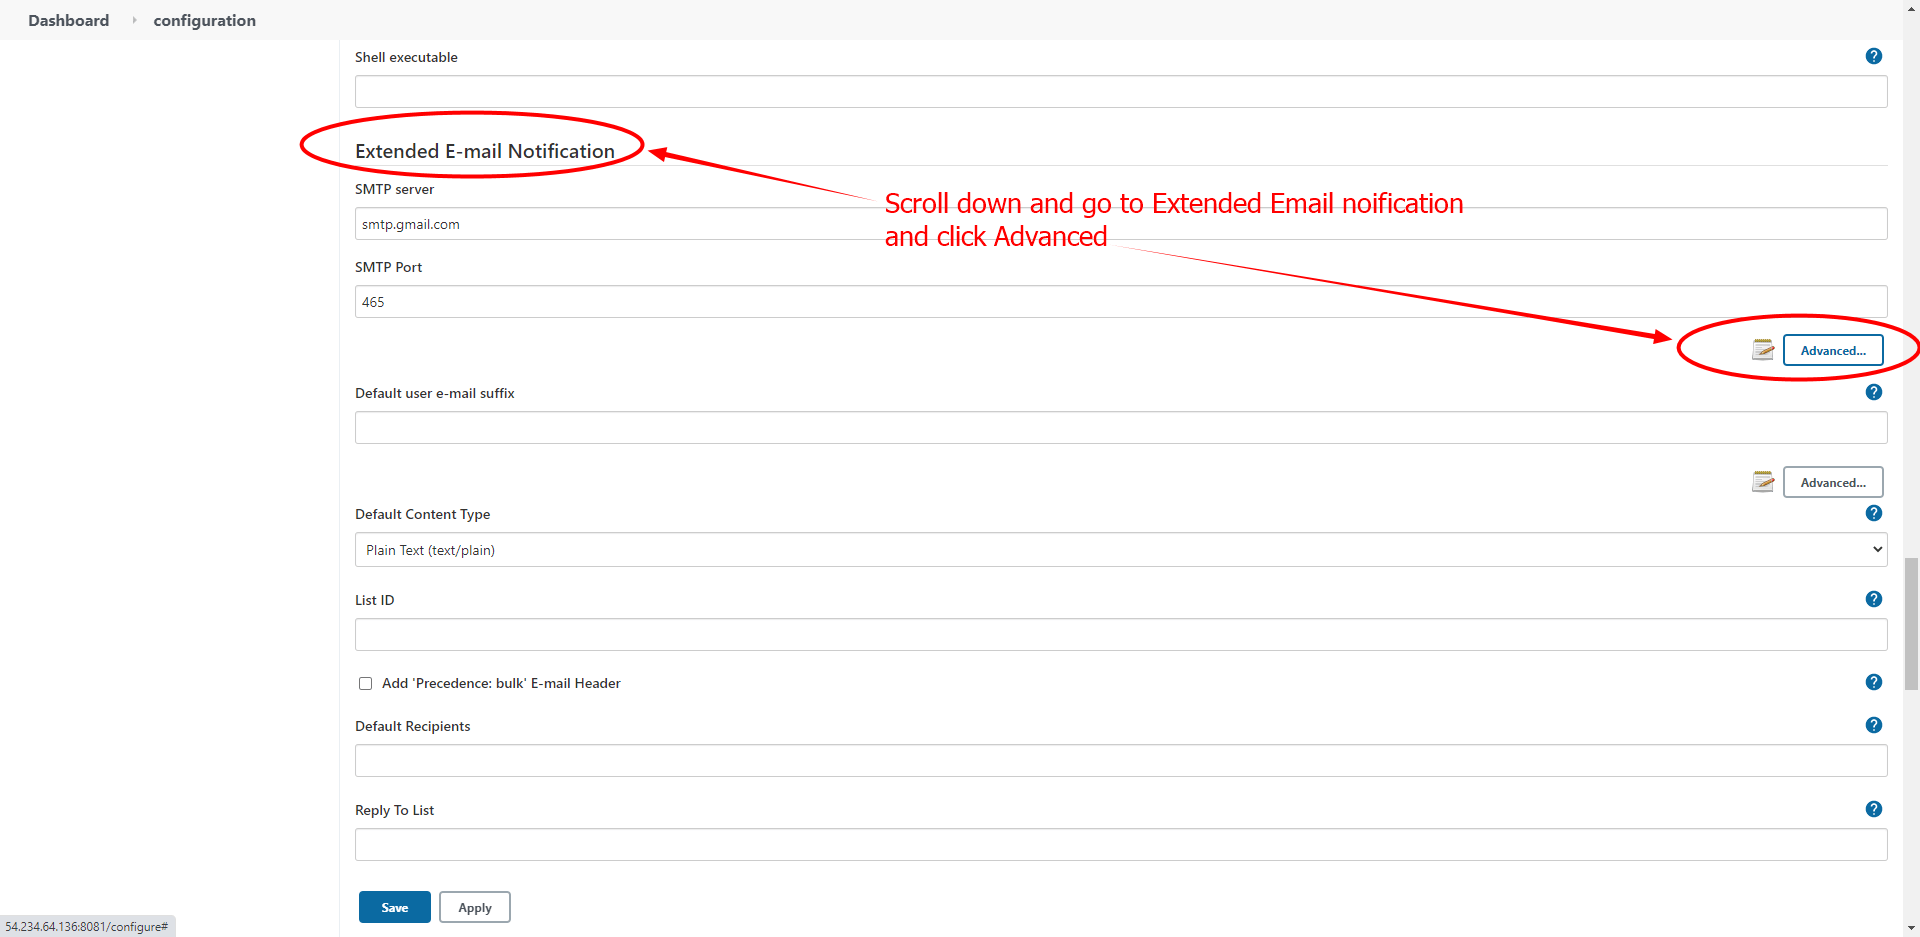 Dashboard configuration
Shell executable
Extended E-mail Notification
SMTP server
Scroll down and go to Extended Email noification
and click Advanced
smtp.gmail.com
SMTP Port
465
Advanced...
Default user e-mail suffix
Advanced...
Default Content Type
Plain Text (text/plain)
List ID
Add 'Precedence: bulk' E-mail Header
Default Recipients
Reply To List
Save Apply
54.234.64.136:8081/configure#